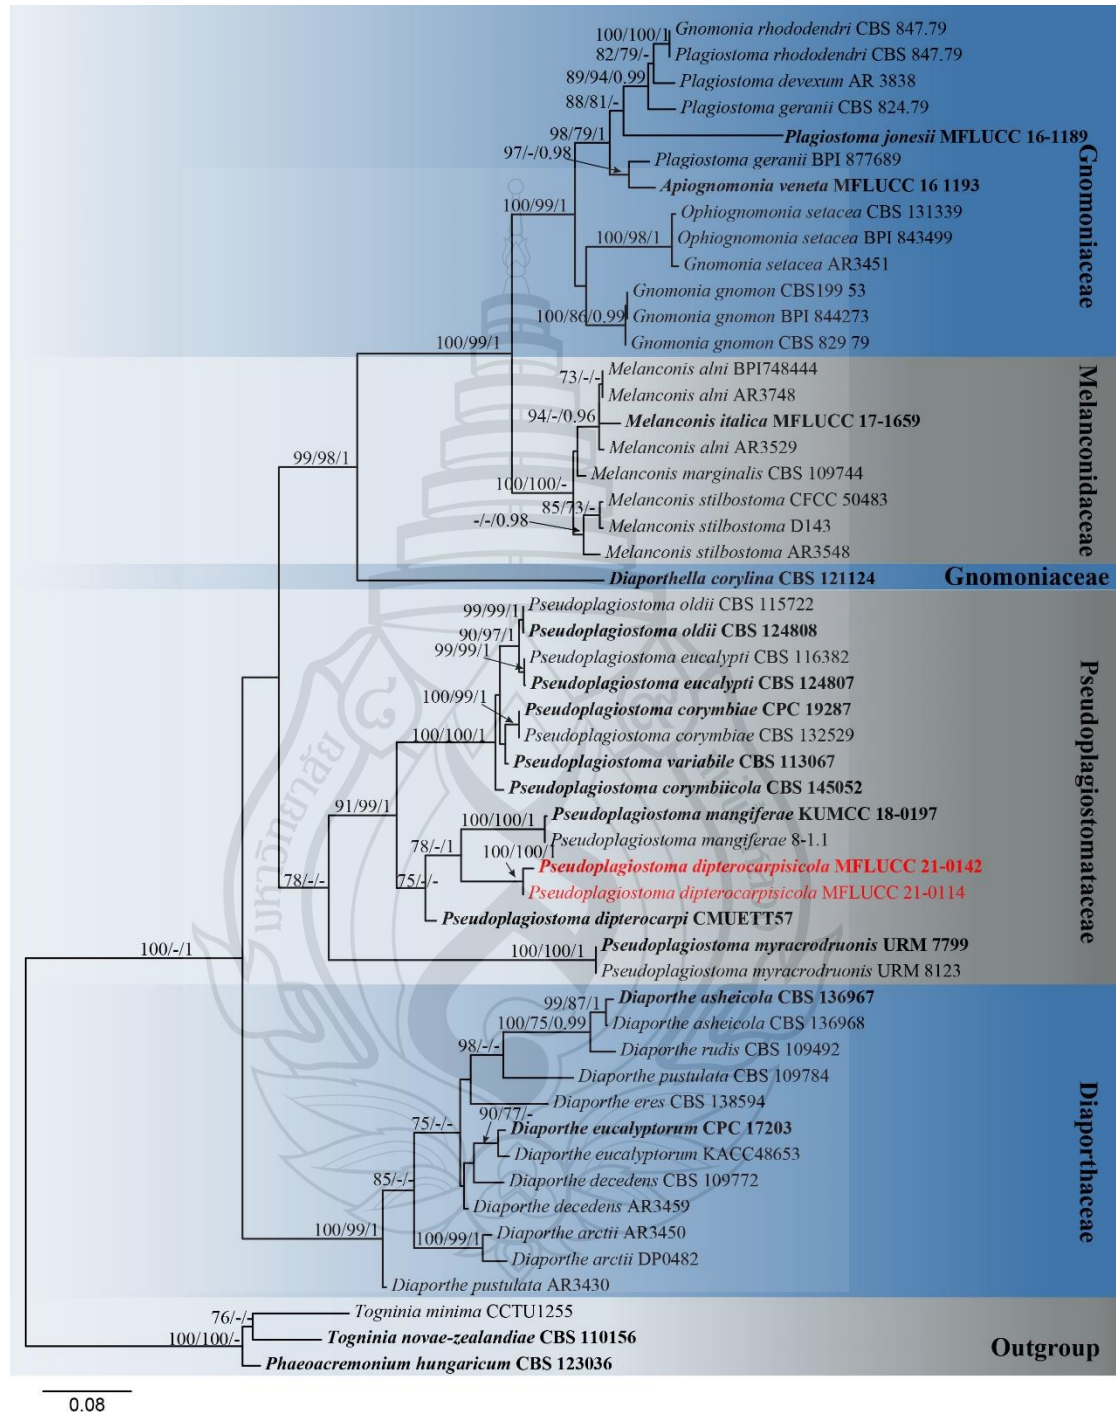 Gnomonia rhododendri CBS 847.79
100/100/1
Plagiostoma rhododendri CBS 847.79
82/79/-
Plagiostoma devexum AR 3838
89/94/0.99
Plagiostoma geranii CBS 824.79
88/81/-
Plagiostoma jonesii MFLUCC 16-1189
98/79/1
97/-/0.98
Plagiostoma geranii BPI 877689
Apiognomonia veneta MFLUCC 16 1193
100/99/1
Ophiognomonia setacea CBS 131339
100/98/1
Ophiognomonia setacea BPI 843499
Gnomonia setacea AR3451
Gnomonia gnomon CBS199 53
100/86/0.99
Gnomonia gnomon BPI 844273
Gnomonia gnomon CBS 829 79
Gnomoniaceae
100/99/1
Melanconis alni BPI748444
73/-/-
Melanconis alni AR3748
94/-/0.96
Melanconis italica MFLUCC 17-1659
Melanconis alni AR3529
Melanconis marginalis CBS 109744
100/100/-
Melanconis stilbostoma CFCC 50483
85/73/-
-/-/0.98
Melanconis stilbostoma D143
Melanconis stilbostoma AR3548
Melanconidaceae
99/98/1
Diaporthella corylina CBS 121124
Gnomoniaceae
Pseudoplagiostoma oldii CBS 115722
99/99/1
Pseudoplagiostoma oldii CBS 124808
90/97/1
99/99/1
Pseudoplagiostoma eucalypti CBS 116382
Pseudoplagiostoma eucalypti CBS 124807
100/99/1
Pseudoplagiostoma corymbiae CPC 19287
Pseudoplagiostoma corymbiae CBS 132529
100/100/1
Pseudoplagiostoma variabile CBS 113067
Pseudoplagiostoma corymbiicola CBS 145052
91/99/1
Pseudoplagiostoma mangiferae KUMCC 18-0197
100/100/1
Pseudoplagiostoma mangiferae 8-1.1
78/-/1
100/100/1
Pseudoplagiostoma dipterocarpisicola MFLUCC 21-0142
78/-/-
75/-/-
Pseudoplagiostoma dipterocarpisicola MFLUCC 21-0114
Pseudoplagiostoma dipterocarpi CMUETT57
Pseudoplagiostoma myracrodruonis URM 7799
100/100/1
Pseudoplagiostoma myracrodruonis URM 8123
Pseudoplagiostomataceae
100/-/1
Diaporthe asheicola CBS 136967
99/87/1
Diaporthe asheicola CBS 136968
100/75/0.99
Diaporthe rudis CBS 109492
98/-/-
Diaporthe pustulata CBS 109784
Diaporthe eres CBS 138594
90/77/-
75/-/-
Diaporthe eucalyptorum CPC 17203
Diaporthe eucalyptorum KACC48653
Diaporthe decedens CBS 109772
85/-/-
Diaporthe decedens AR3459
100/99/1
Diaporthe arctii AR3450
100/99/1
Diaporthe arctii DP0482
Diaporthe pustulata AR3430
Diaporthaceae
Togninia minima CCTU1255
76/-/-
Togninia novae-zealandiae CBS 110156
100/100/-
Phaeoacremonium hungaricum CBS 123036
Outgroup
0.08
มหาวิทยาลัย